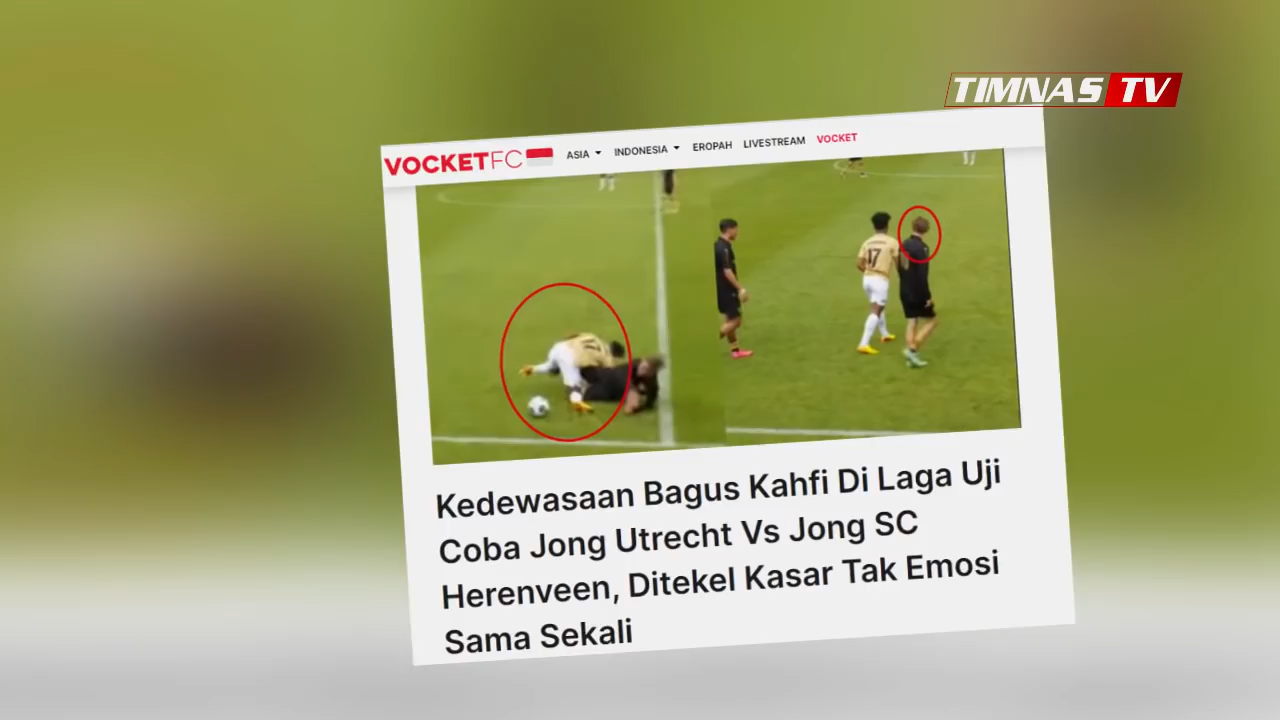 TIMNAS TV
VOCKETFC ASIA INDONESIA EROPAH LIVESTREAM VOCKET
17
17
Kedewasaan Bagus Kahfi Di Laga Uji
Coba Jong Utrecht Vs Jong SC
Herenveen, Ditekel Kasar Tak Emosi
Sama Sekali